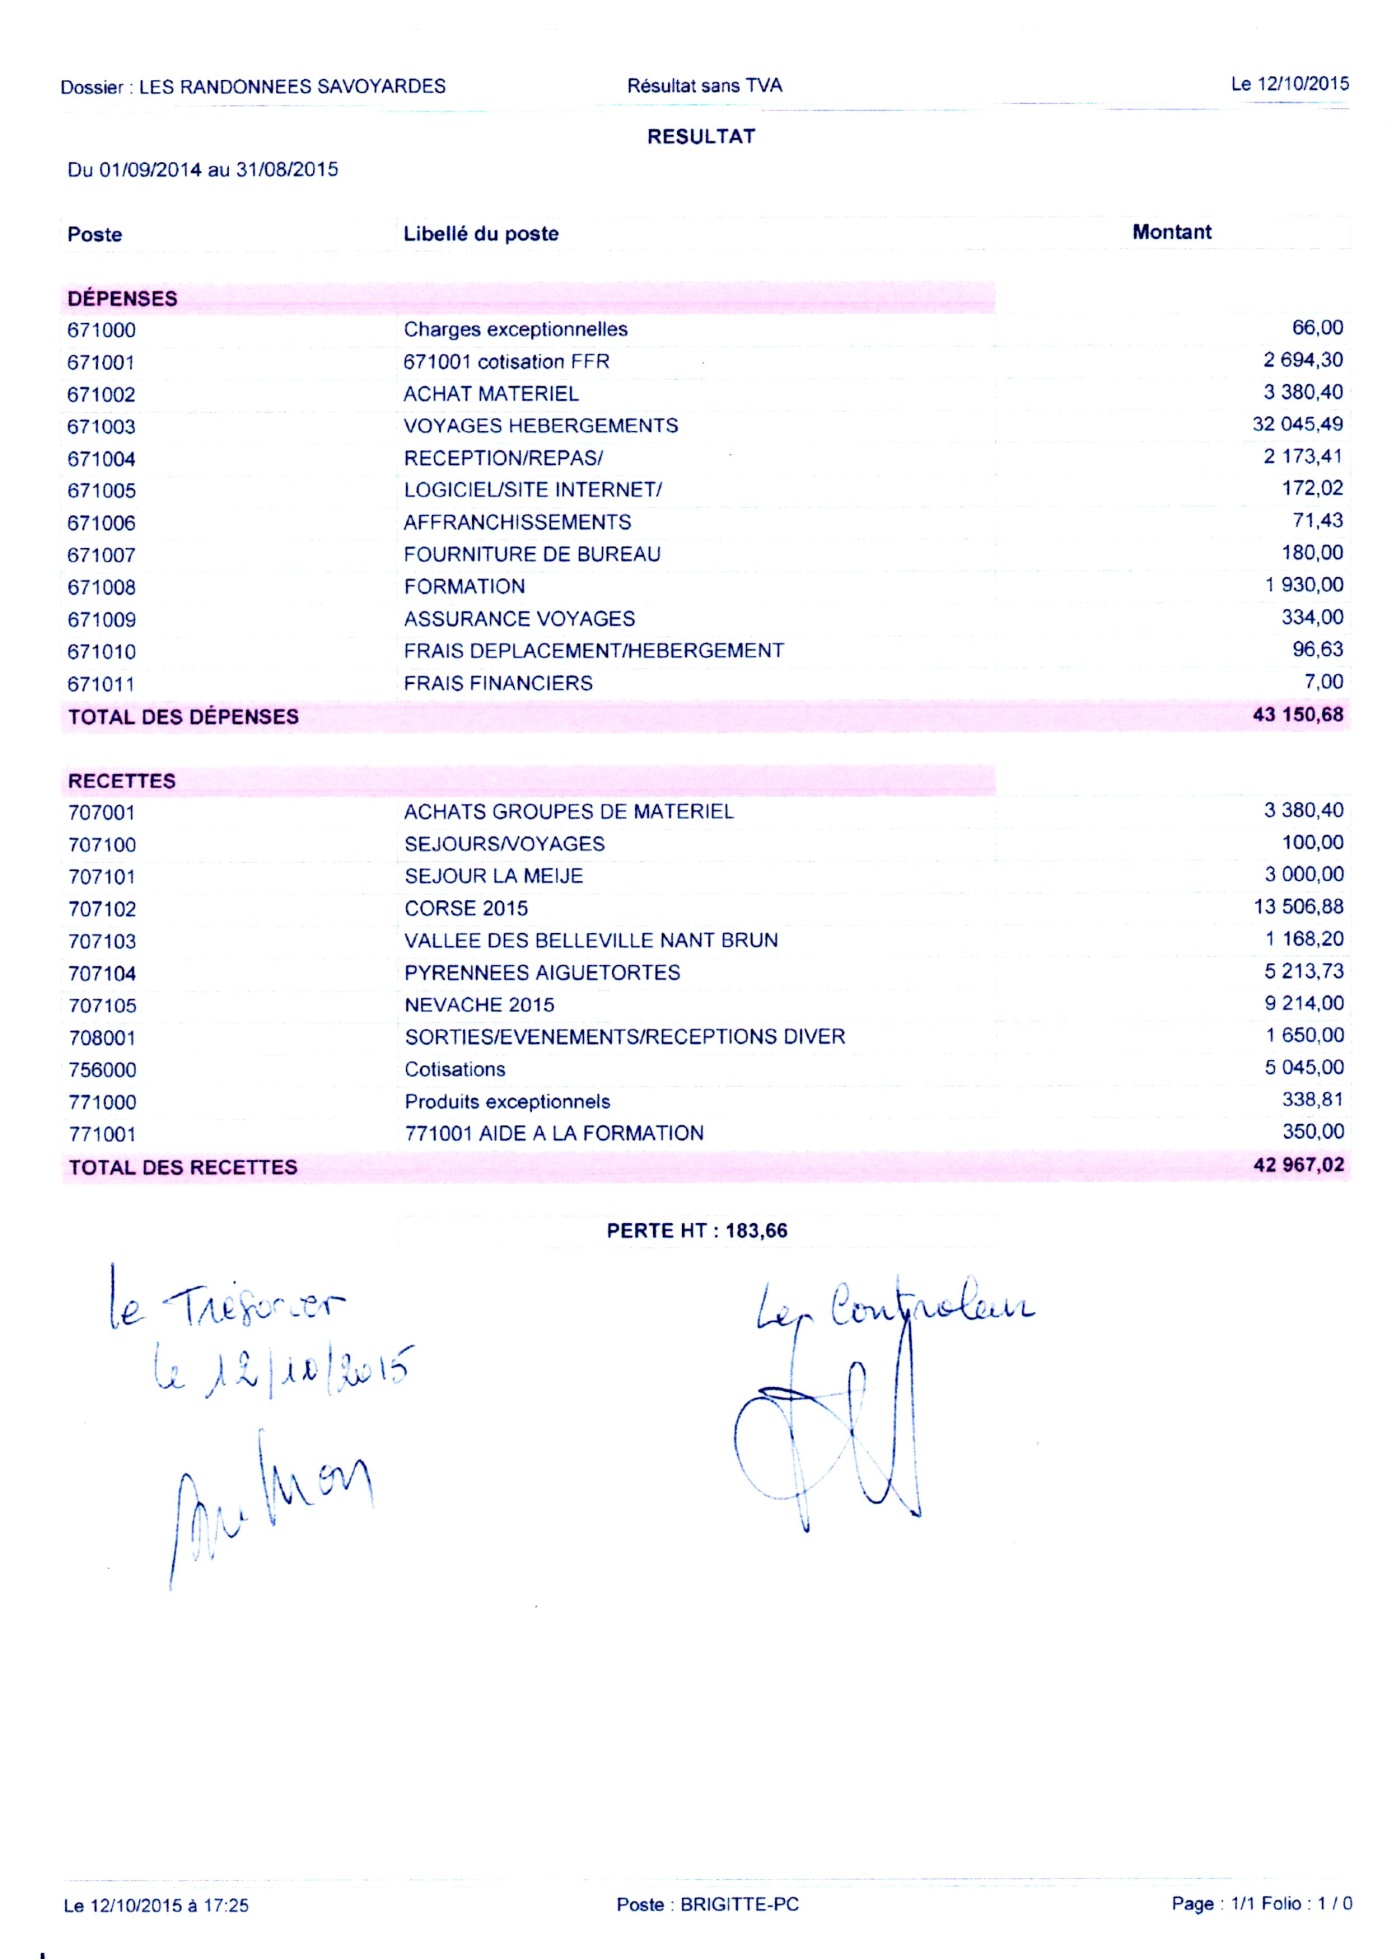 Dossier : LES RANDONNEES SAVOYARDES Résultat sans TVA Le 12/10/2015
RESULTAT
Du 01/09/2014 au 31/08/2015
Poste Libellé du poste Montant
DÉPENSES
671000 Charges exceptionnelles 66,00
671001 671001 cotisation FFR 2 694,30
671002 ACHAT MATERIEL 3 380,40
671003 VOYAGES HEBERGEMENTS 32 045,49
671004 RECEPTION/REPAS/ 2 173,41
671005 LOGICIEL/SITE INTERNET/ 172,02
671006 AFFRANCHISSEMENTS 71,43
671007 FOURNITURE DE BUREAU 180,00
671008 FORMATION 1 930,00
671009 ASSURANCE VOYAGES 334,00
671010 FRAIS DEPLACEMENT/HEBERGEMENT 96,63
671011 FRAIS FINANCIERS 7,00
TOTAL DES DÉPENSES 43 150,68
RECETTES
707001 ACHATS GROUPES DE MATERIEL 3 380,40
707100 SEJOURS/VOYAGES 100,00
707101 SEJOUR LA MEIJE 3 000,00
707102 CORSE 2015 13 506,88
707103 VALLEE DES BELLEVILLE NANT BRUN 1 168,20
707104 PYRENNEES AIGUETORTES 5 213,73
707105 NEVACHE 2015 9 214,00
708001 SORTIES/EVENEMENTS/RECEPTIONS DIVER 1 650,00
756000 Cotisations 5 045,00
771000 Produits exceptionnels 338,81
771001 771001 AIDE A LA FORMATION 350,00
TOTAL DES RECETTES 42 967,02
PERTE HT : 183,66
le Trésorier
le 12/10/2015
Controleur
Le 12/10/2015 à 17:25 Poste : BRIGITTE-PC Page : 1/1 Folio : 1 / 0